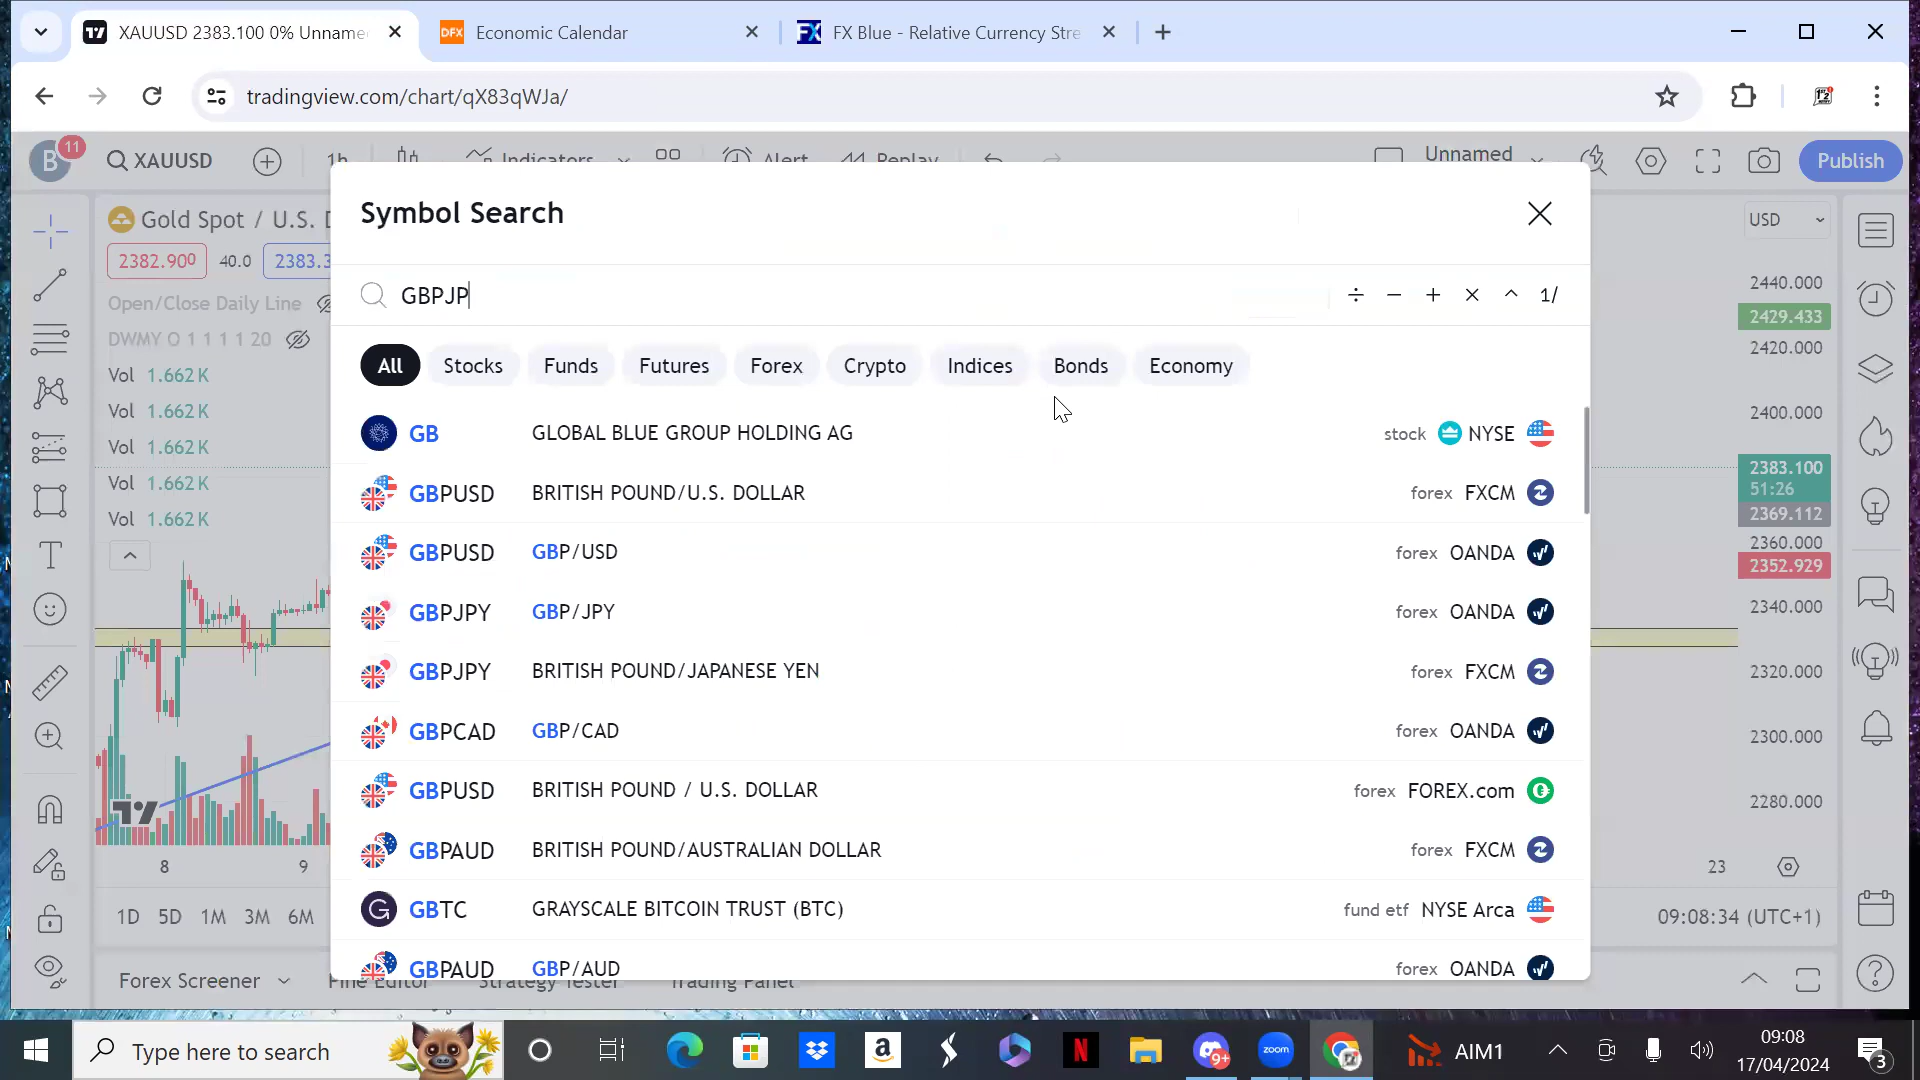 XAUUSD 2383.100 0% Unname
Economic Calendar
FX Blue - Relative Currency Stre
tradingview.com/chart/qX83qWJa/
B 11
XAUUSD
1h
Indicators
Alert
Replay
Unnamed
Publish
Gold Spot / U.S. D
2382.900 40.0 2383.3
Open/Close Daily Line
DWMY O 1 1 1 1 20
Vol 1.662 K
Vol 1.662 K
Vol 1.662 K
Vol 1.662 K
Vol 1.662 K
Symbol Search
GBPJP
1/
All Stocks Funds Futures Forex Crypto Indices Bonds Economy
GB GLOBAL BLUE GROUP HOLDING AG stock NYSE
GBPUSD BRITISH POUND/U.S. DOLLAR forex FXCM
GBPUSD GBP/USD forex OANDA
GBPJPY GBP/JPY forex OANDA
GBPJPY BRITISH POUND/JAPANESE YEN forex FXCM
GBPCAD GBP/CAD forex OANDA
GBPUSD BRITISH POUND / U.S. DOLLAR forex FOREX.com
GBPAUD BRITISH POUND/AUSTRALIAN DOLLAR forex FXCM
GBTC GRAYSCALE BITCOIN TRUST (BTC) fund etf NYSE Arca
GBPAUD GBP/AUD forex OANDA
USD
2440.000
2429.433
2420.000
2400.000
2383.100
51:26
2369.112
2360.000
2352.929
2340.000
2320.000
2300.000
2280.000
8 9 23
1D 5D 1M 3M 6M
09:08:34 (UTC+1)
Forex Screener
Pine Editor
Strategy Tester
Trading Panel
Type here to search
zoom
9+
AIM1
09:08
17/04/2024
3